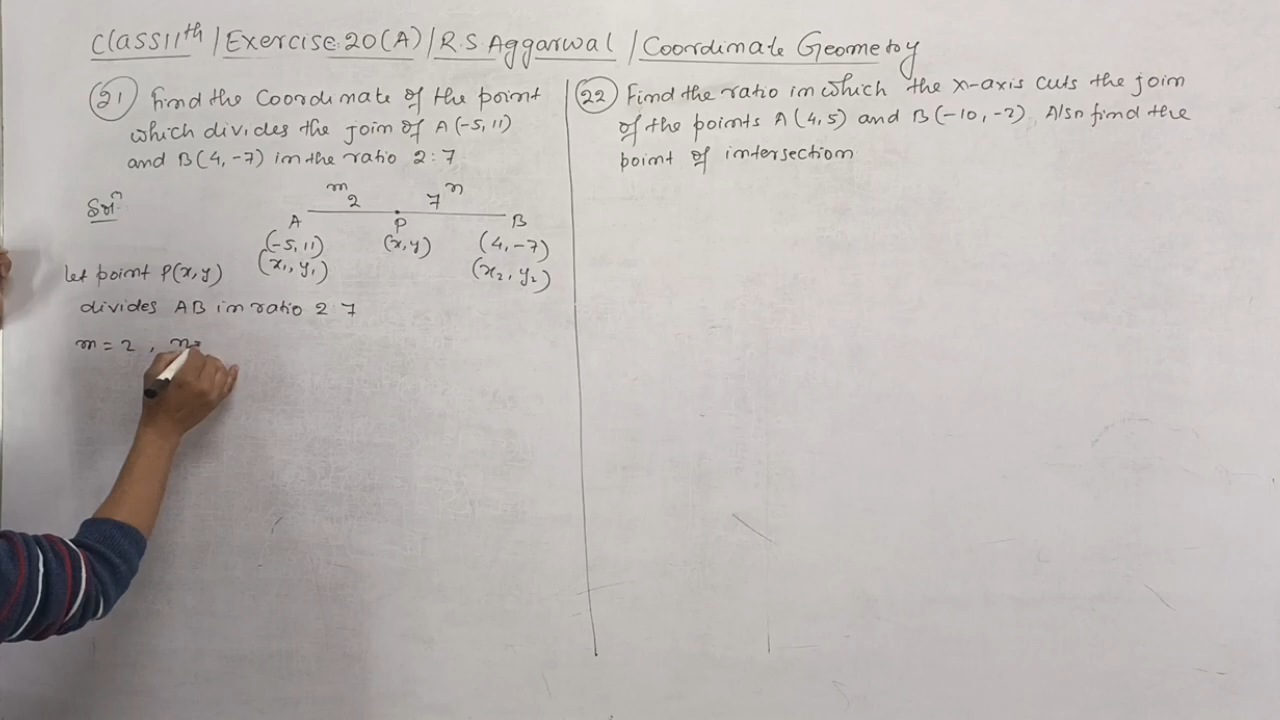 Class 11th / Exercise. 20(A) / R.S Aggarwal / Coordinate Geometry
21 Find the Coordinate of the point
which divides the join of A(-5, 11)
and B(4, -7) in the ratio 2:7
Solⁿ
m n
2 7
A P B
(-5, 11) (x, y) (4, -7)
(x₁, y₁) (x₂, y₂)
let point P(x, y)
divides AB in ratio 2:7
m = 2, n=
22 Find the ratio in which the x-axis cuts the join
of the points A(4, 5) and B(-10, -2). Also find the
point of intersection